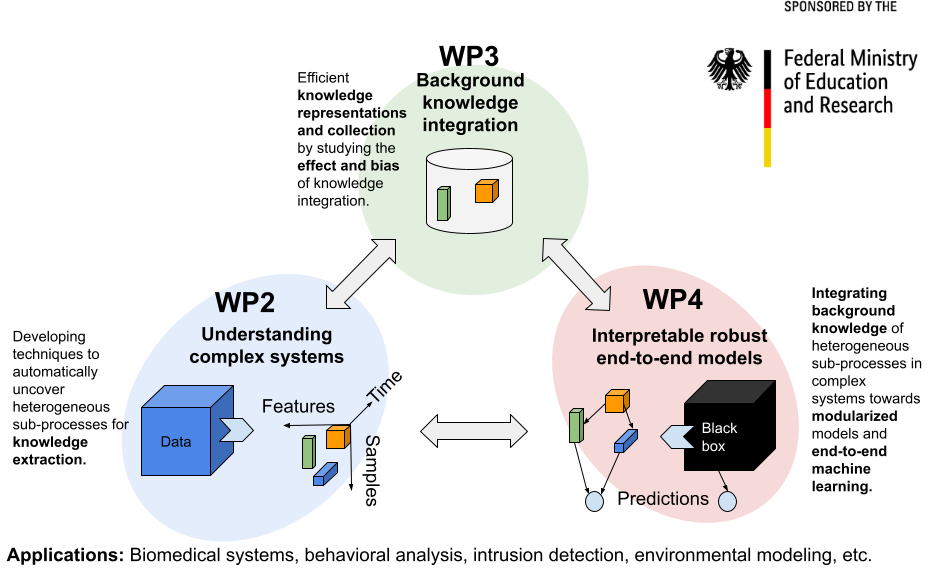 SPONSORED BY THE
Federal Ministry
of Education
and Research
WP3
Background
knowledge
integration
Efficient
knowledge
representations
and collection
by studying the
effect and bias
of knowledge
integration.
WP2
Understanding
complex systems
Developing
techniques to
automatically
uncover
heterogeneous
sub-processes for
knowledge
extraction.
Data
Features
Time
Samples
WP4
Interpretable robust
end-to-end models
Black
box
Predictions
Integrating
background
knowledge of
heterogeneous
sub-processes in
complex
systems towards
modularized
models and
end-to-end
machine
learning.
Applications: Biomedical systems, behavioral analysis, intrusion detection, environmental modeling, etc.